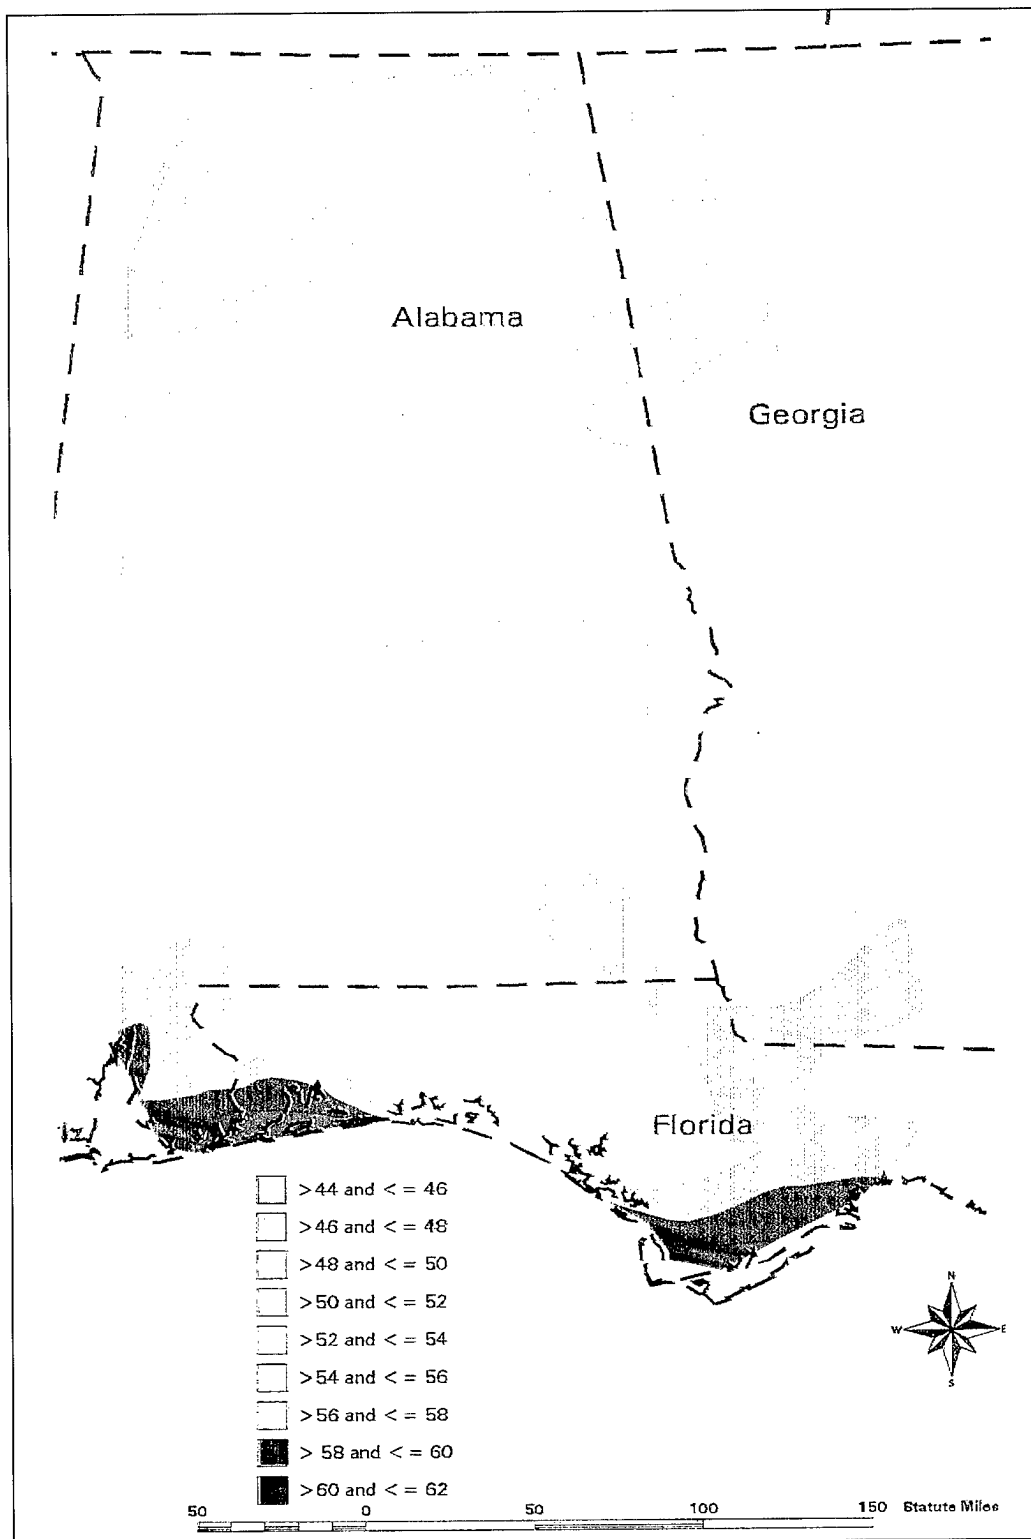 Alabama
Georgia
Florida
>44 and <= 46
>46 and <= 48
>48 and <= 50
>50 and <= 52
>52 and <= 54
>54 and <= 56
>56 and <= 58
> 58 and <= 60
>60 and <= 62
N
W E
S
50 0 50 100 150 Statute Miles